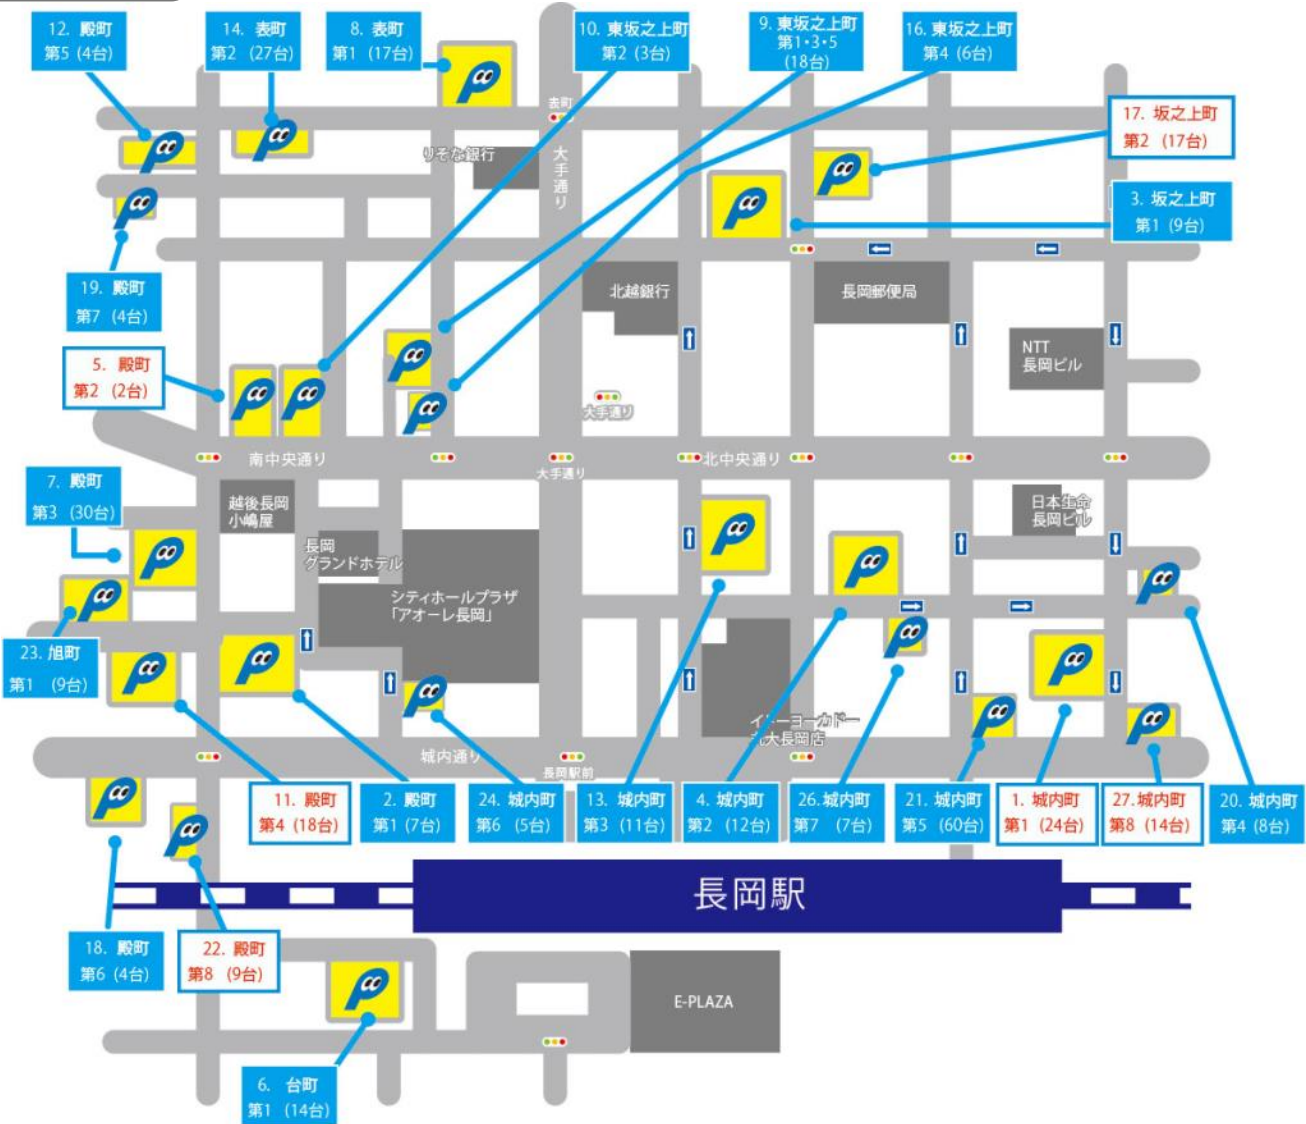 12. 殿町
第5 (4台)
14. 表町
第2 (27台)
8. 表町
第1 (17台)
10. 東坂之上町
第2 (3台)
9. 東坂之上町
第1・3・5
(18台)
16. 東坂之上町
第4 (6台)
17. 坂之上町
第2 (17台)
3. 坂之上町
第1 (9台)
表町
大手通り
りそな銀行
19. 殿町
第7 (4台)
北越銀行
長岡郵便局
NTT
長岡ビル
5. 殿町
第2 (2台)
大手通り
南中央通り
大手通り
北中央通り
7. 殿町
第3 (30台)
越後長岡
小嶋屋
長岡
グランドホテル
シティホールプラザ
「アオーレ長岡」
日本生命
長岡ビル
23. 旭町
第1 (9台)
イトーヨーカドー
丸大長岡店
城内通り
長岡駅前
11. 殿町
第4 (18台)
2. 殿町
第1 (7台)
24. 城内町
第6 (5台)
13. 城内町
第3 (11台)
4. 城内町
第2 (12台)
26. 城内町
第7 (7台)
21. 城内町
第5 (60台)
1. 城内町
第1 (24台)
27. 城内町
第8 (14台)
20. 城内町
第4 (8台)
長岡駅
18. 殿町
第6 (4台)
22. 殿町
第8 (9台)
E-PLAZA
6. 台町
第1 (14台)